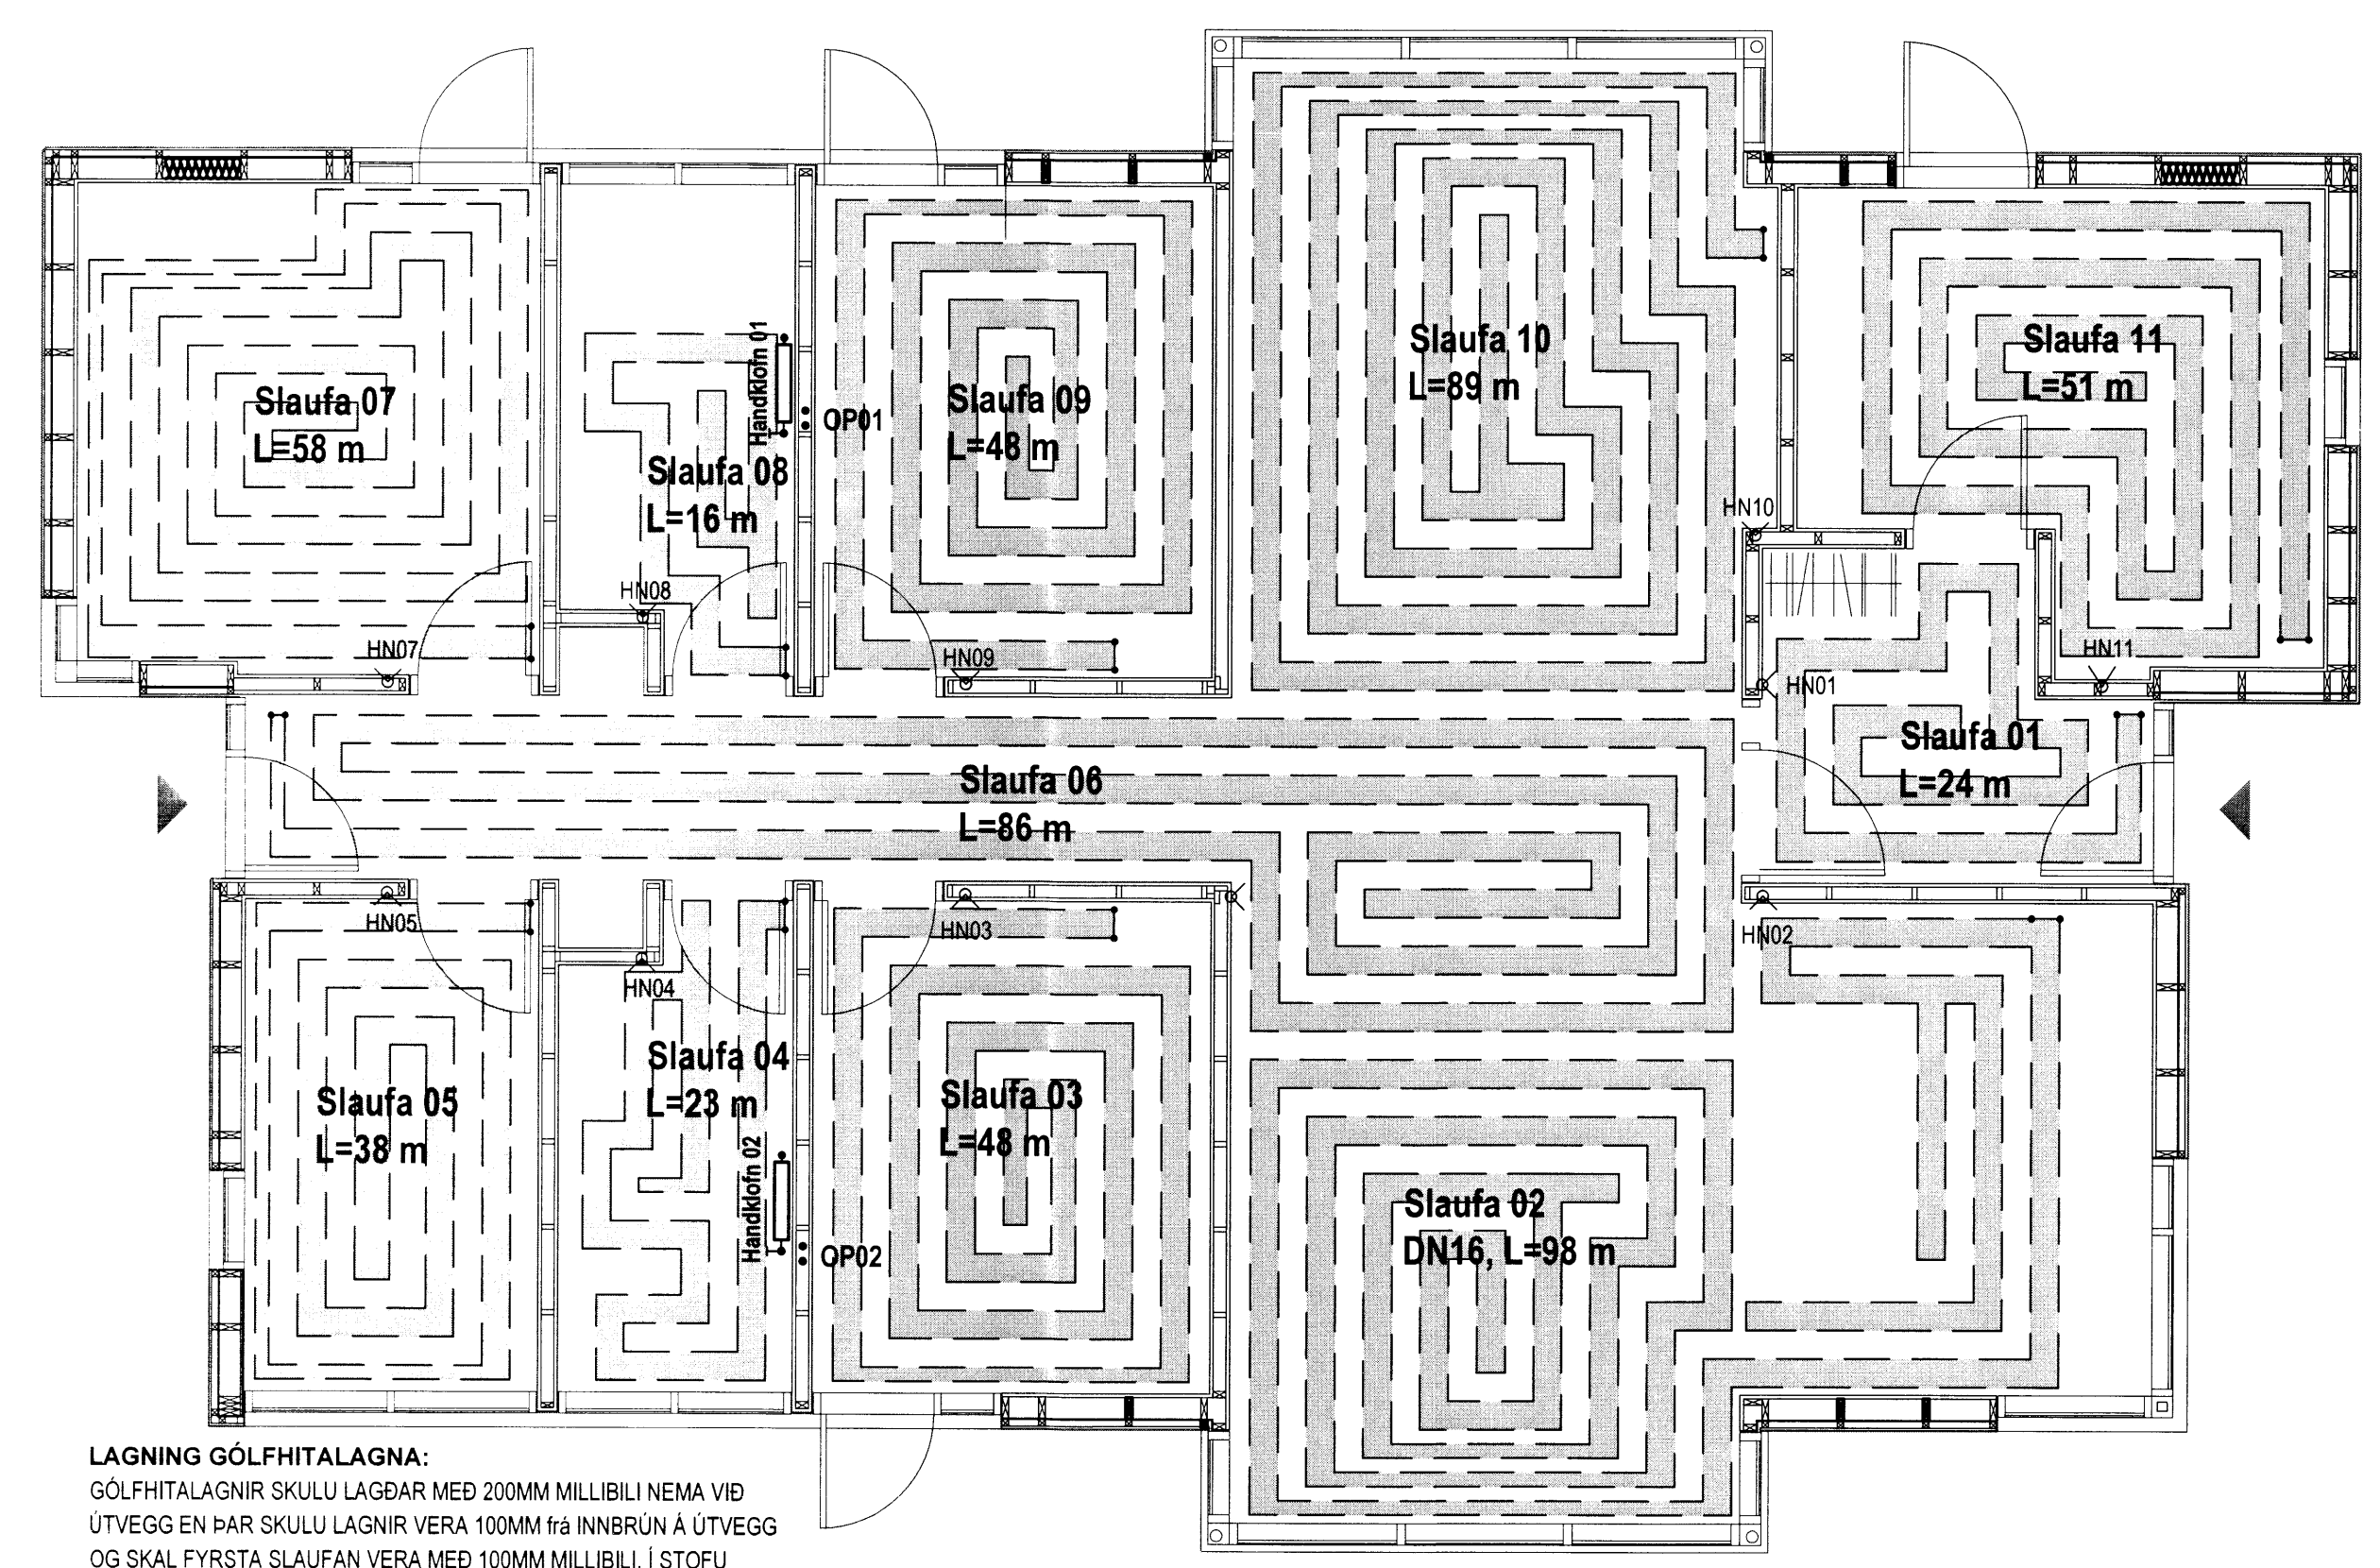 Slaufa 07
L=58 m
HN07
Slaufa 08
L=16 m
HN08
Handklofn 01
OP01
Slaufa 09
L=48 m
HN09
Slaufa 10
L=89 m
HN10
Slaufa 11
L=51 m
HN11
HN01
Slaufa 01
L=24 m
Slaufa 06
L=86 m
HN05
Slaufa 05
L=38 m
HN04
Slaufa 04
L=23 m
Handklofn 02
OP02
HN03
Slaufa 03
L=48 m
HN02
Slaufa 02
DN16, L=98 m
LAGNING GÓLFHITALAGNA:
GÓLFHITALAGNIR SKULU LAGÐAR MEÐ 200MM MILLIBILI NEMA VIÐ
ÚTVEGG EN ÞAR SKULU LAGNIR VERA 100MM frá INNBRÚN Á ÚTVEGG
OG SKAL FYRSTA SLAUFAN VERA MEÐ 100MM MILLIBILI. Í STOFU